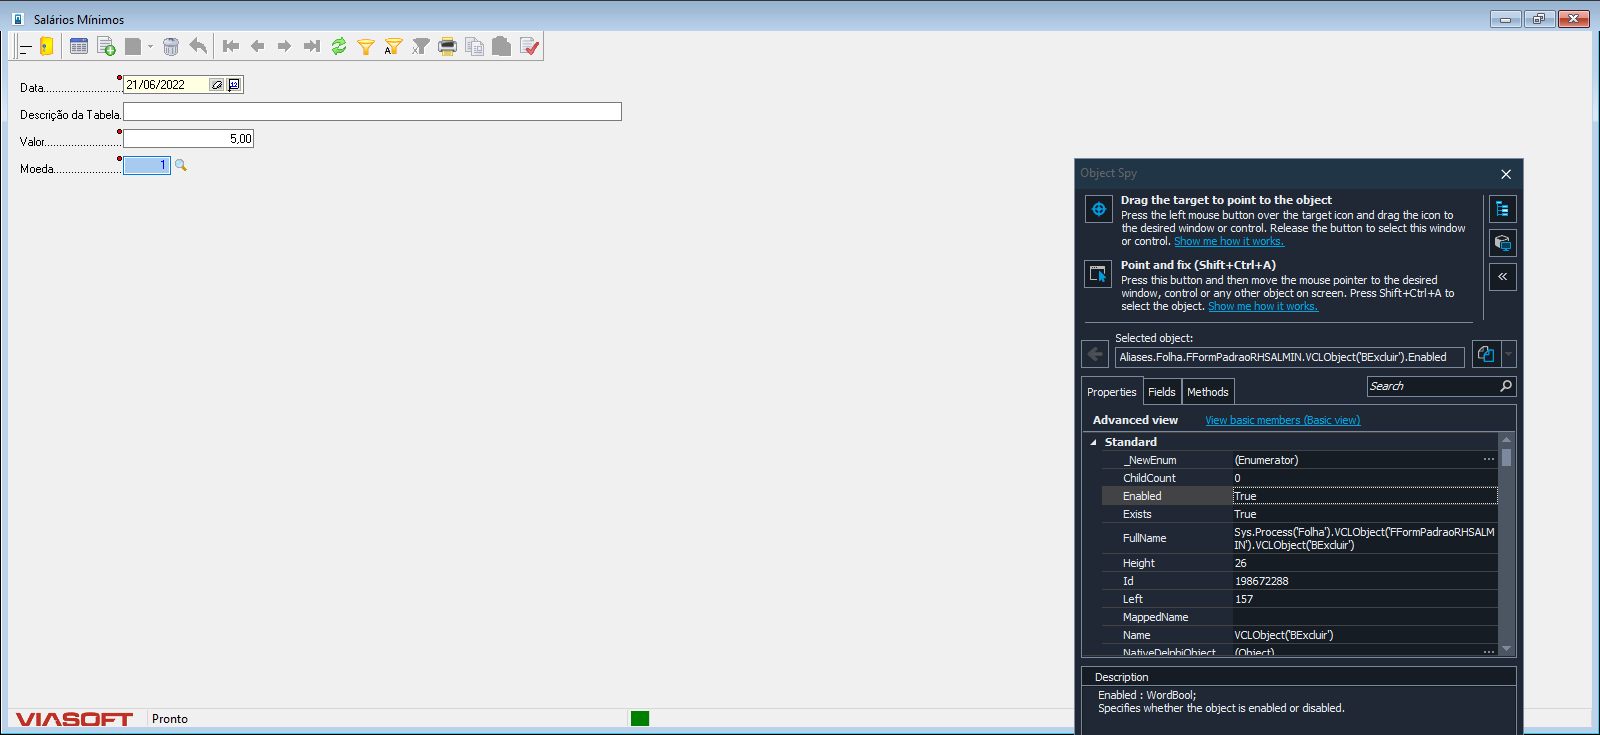 Salários Mínimos
Data
21/06/2022
12
Descrição da Tabela.
Valor
5,00
Moeda
1
Object Spy
Drag the target to point to the object
Press the left mouse button over the target icon and drag the icon to
the desired window or control. Release the button to select this window
or control. Show me how it works.
Point and fix (Shift+Ctrl+A)
Press this button and then move the mouse pointer to the desired
window, control or any other object on screen. Press Shift+Ctrl+A to
select the object. Show me how it works.
Selected object:
Aliases.Folha.FFormPadraoRHSALMIN.VCLObject('BExcluir').Enabled
Properties Fields Methods
Search
Advanced view View basic members (Basic view)
Standard
_NewEnum (Enumerator) ...
ChildCount 0
Enabled True
Exists True
FullName Sys.Process('Folha').VCLObject('FFormPadraoRHSALM
IN').VCLObject('BExcluir')
Height 26
Id 198672288
Left 157
MappedName
Name VCLObject('BExcluir')
NativeDelphiObject (Object) ...
Description
Enabled : WordBool;
Specifies whether the object is enabled or disabled.
VIASOFT Pronto